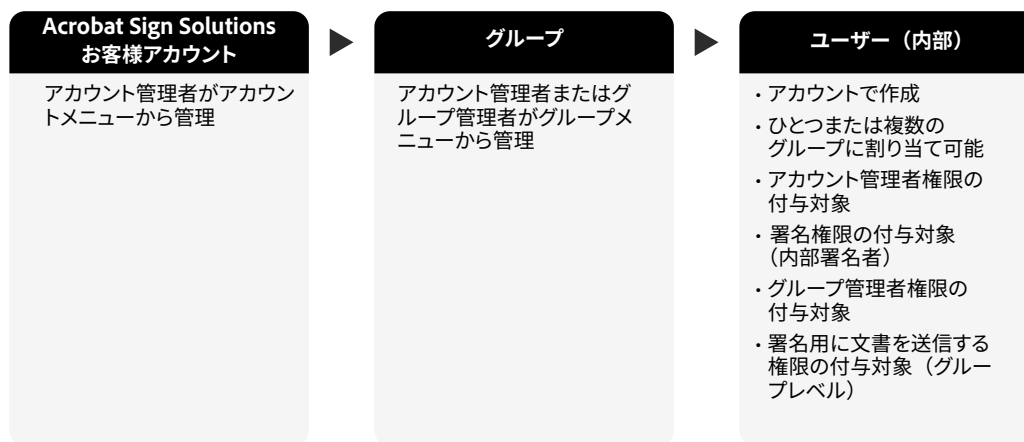 Acrobat Sign Solutions
お客様アカウント
アカウント管理者がアカウン
トメニューから管理
グループ
アカウント管理者またはグ
ループ管理者がグループメ
ニューから管理
ユーザー（内部）
・アカウントで作成
・ひとつまたは複数の
グループに割り当て可能
・アカウント管理者権限の
付与対象
・署名権限の付与対象
（内部署名者）
・グループ管理者権限の
付与対象
・署名用に文書を送信する
権限の付与対象（グルー
プレベル）